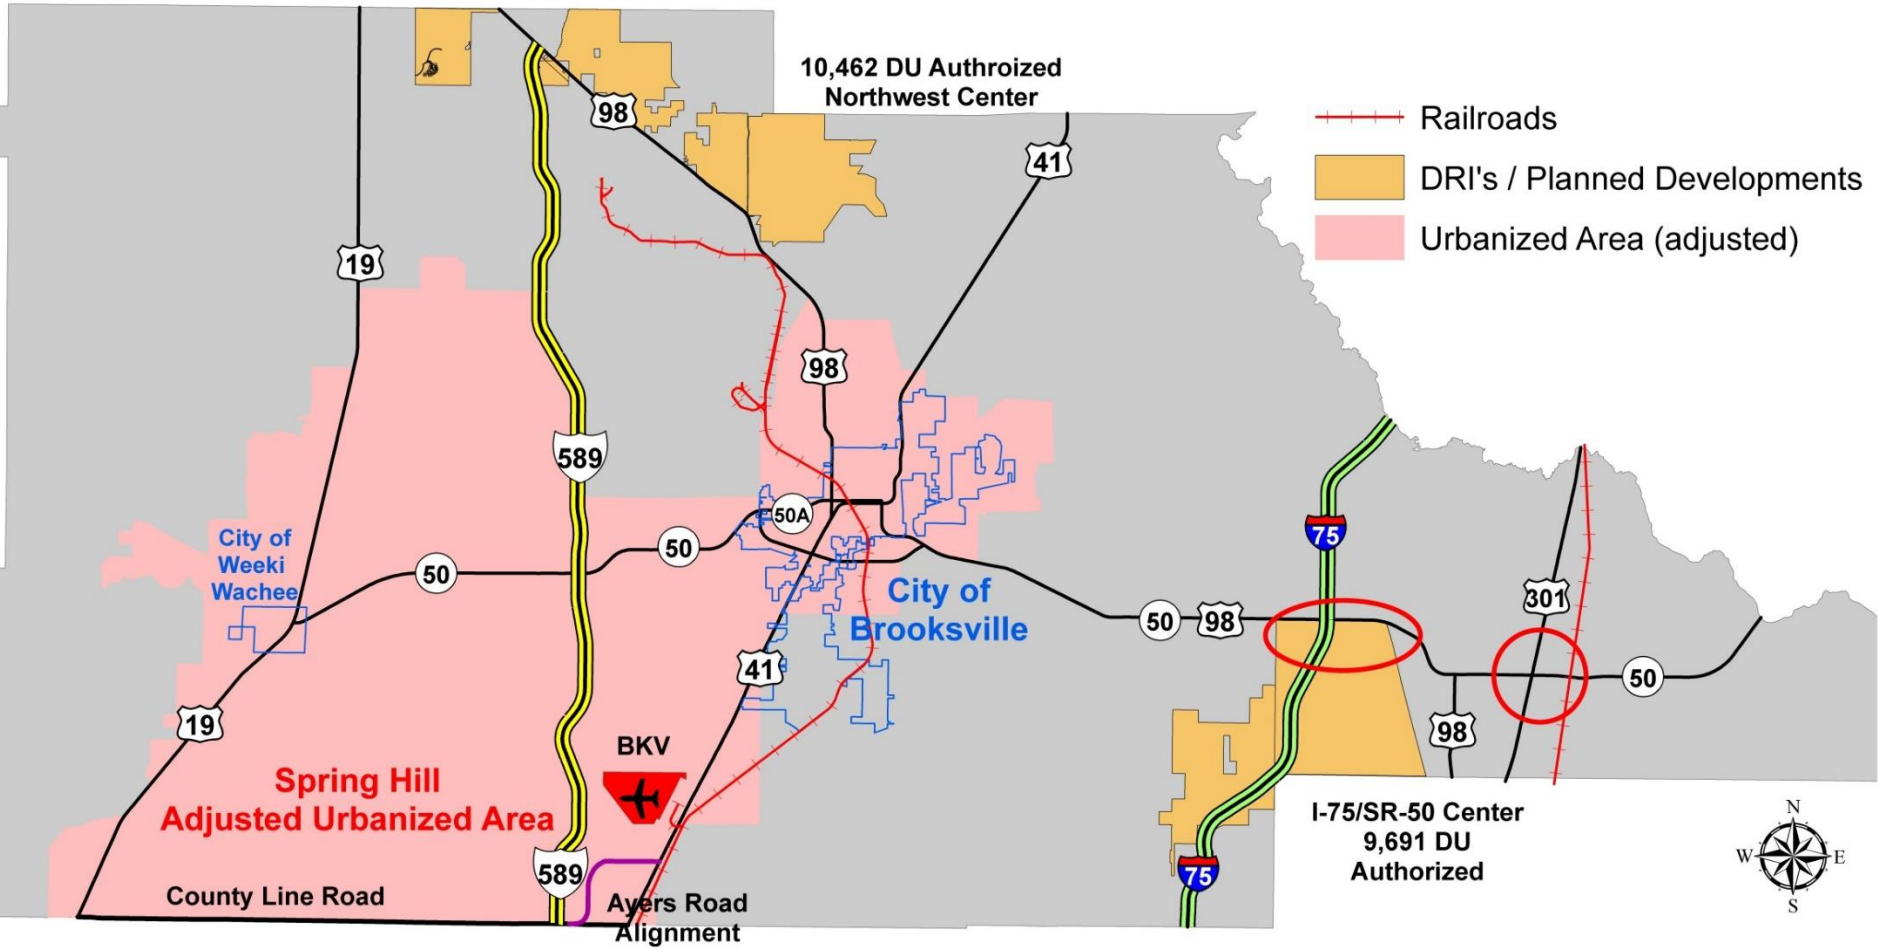 10,462 DU Authroized
Northwest Center
Railroads
DRI's / Planned Developments
Urbanized Area (adjusted)
98
41
19
98
589
50A
50
50
75
City of
Weeki
Wachee
City of
Brooksville
50
98
301
50
41
19
98
BKV
Spring Hill
Adjusted Urbanized Area
I-75/SR-50 Center
9,691 DU
Authorized
589
75
County Line Road
Ayers Road
Alignment
N
W
E
S